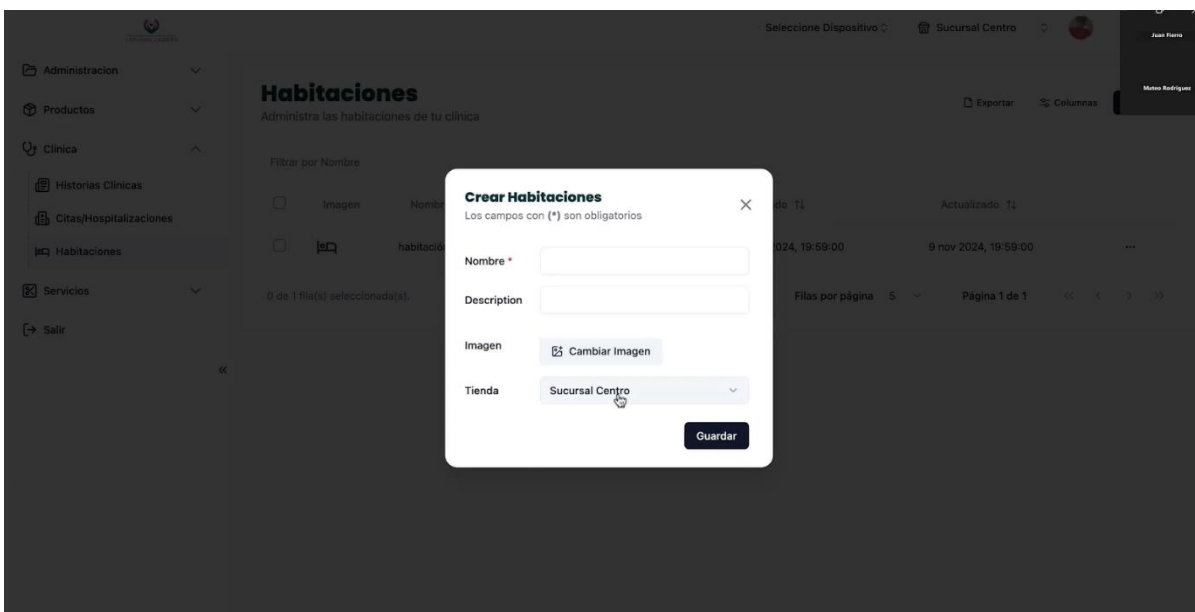 Seleccione Dispositivo
Sucursal Centro
Juan Fierro
Mateo Rodriguez
Administracion
Productos
Clinica
Historias Clinicas
Citas/Hospitalizaciones
Habitaciones
Servicios
Salir
Habitaciones
Administra las habitaciones de tu clínica
Exportar
Columnas
Filtrar por Nombre
Imagen
Actualizado
9 nov 2024, 19:59:00
2024, 19:59:00
0 de 1 fila(s) seleccionada(s).
Filas por página 5
Página 1 de 1
Crear Habitaciones
Los campos con (*) son obligatorios
Nombre *
Description
Imagen
Cambiar Imagen
Tienda
Sucursal Centro
Guardar